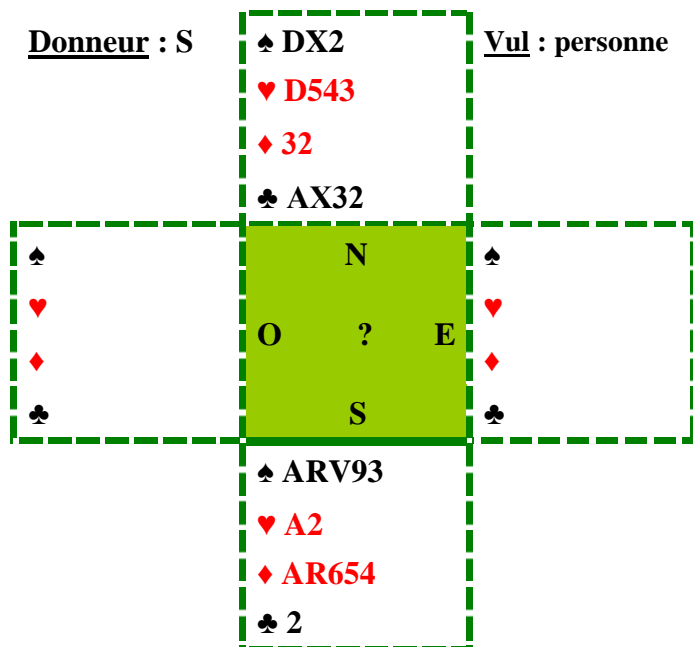 Donneur : S
♠ DX2
Vul : personne
♥ D543
♦ 32
♣ AX32
♠
N
♠
♥
♥
O ? E
♦
♦
♣
S
♣
♠ ARV93
♥ A2
♦ AR654
♣ 2